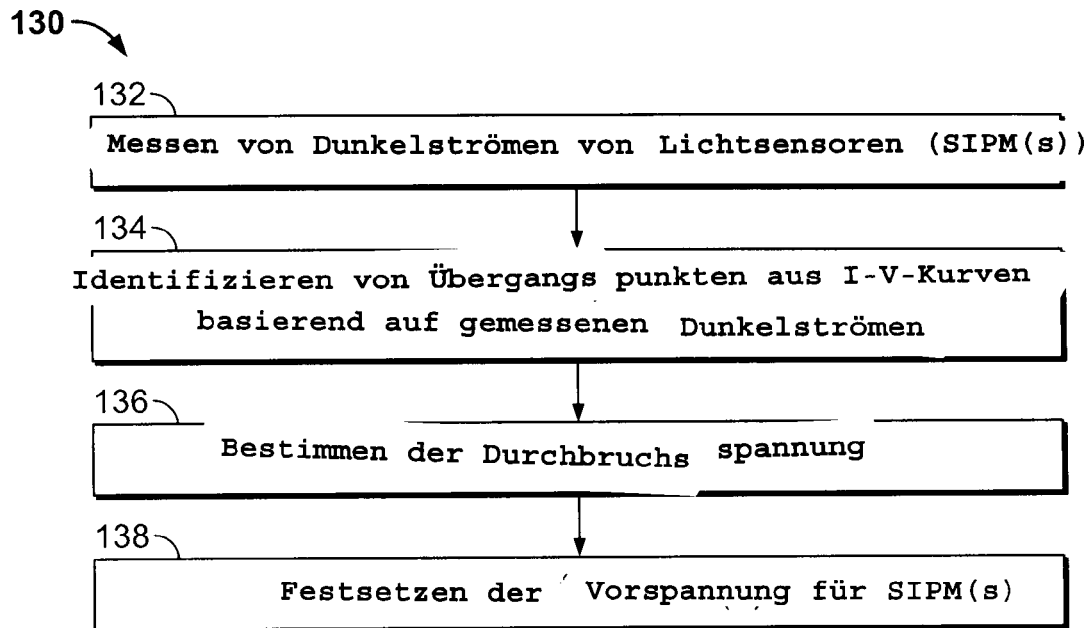 130
132
Messen von Dunkelströmen von Lichtsensoren (SIPM(s))
134
Identifizieren von Übergangs punkten aus I-V-Kurven
basierend auf gemessenen Dunkelströmen
136
Bestimmen der Durchbruchs spannung
138
Festsetzen der Vorspannung für SIPM(s)